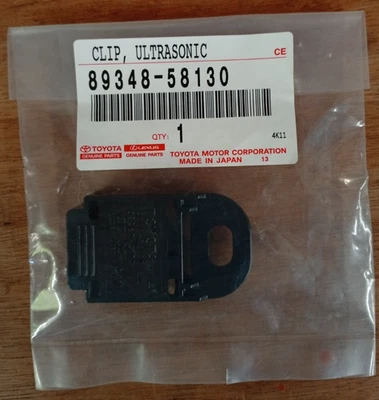 CLIP, ULTRASONIC CE
89348-58130
QTY: 1 4K11
TOYOTA LEXUS TOYOTA MOTOR CORPORATION
GENUINE PARTS GENUINE PARTS MADE IN JAPAN 13